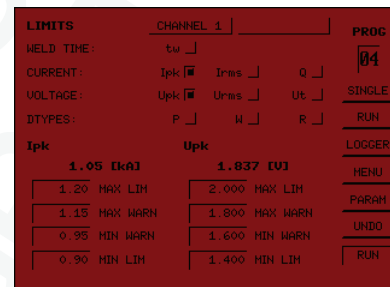 LIMITS CHANNEL 1 PROG
WELD TIME: tw 04
CURRENT: Ipk Irms Q
VOLTAGE: Upk Urms Ut SINGLE
DTYPES: P W R RUN
Ipk Upk LOGGER
1.05 [kA] 1.837 [V] MENU
1.20 MAX LIM 2.000 MAX LIM PARAM
1.15 MAX WARN 1.800 MAX WARN UNDO
0.95 MIN WARN 1.600 MIN WARN
0.90 MIN LIM 1.400 MIN LIM RUN